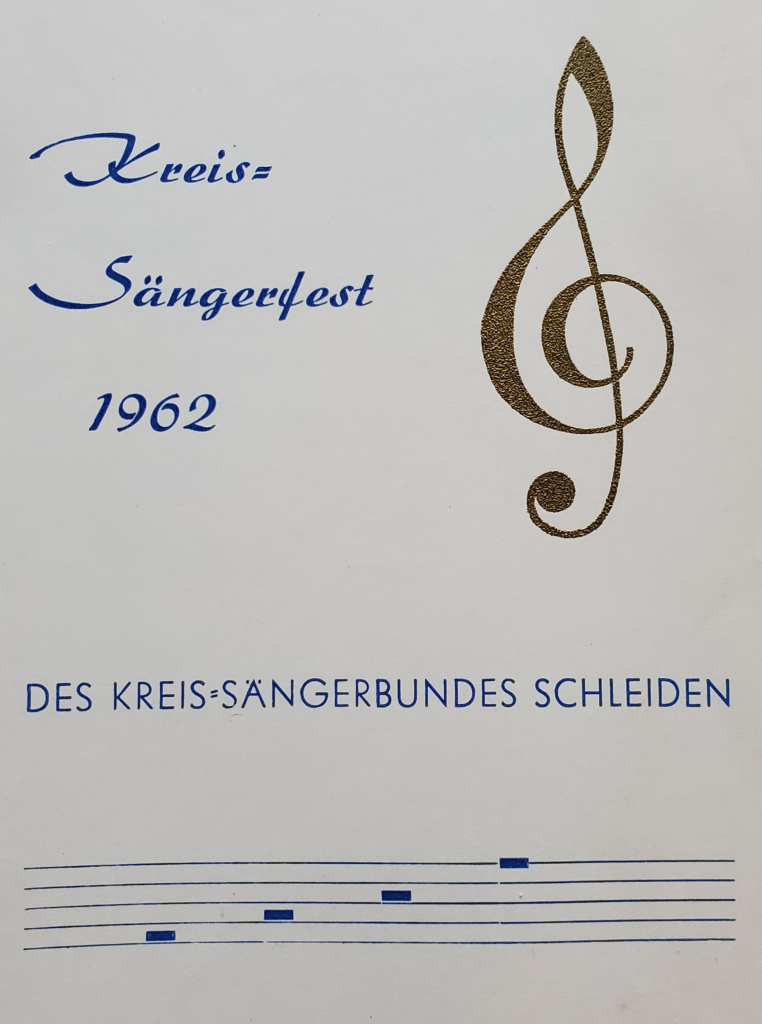 Kreis=
Sängerfest
1962
DES KREIS=SÄNGERBUNDES SCHLEIDEN